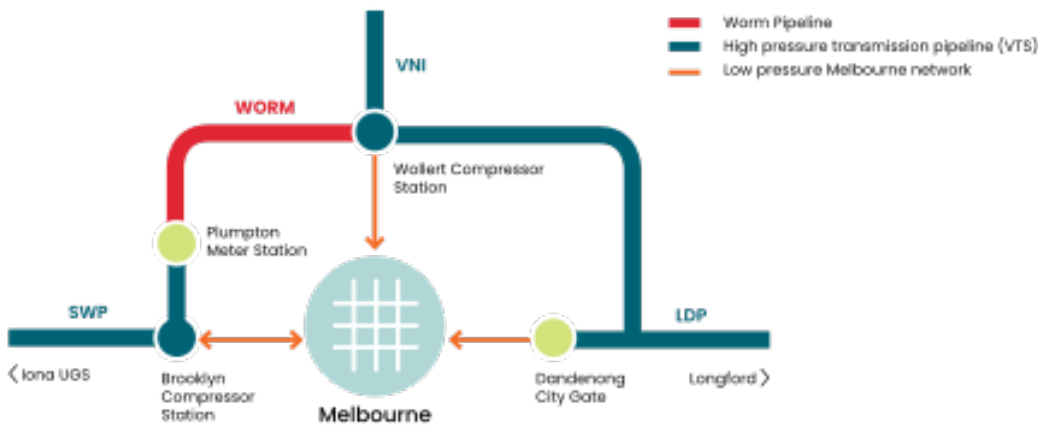 Worm Pipeline
High pressure transmission pipeline (VTS)
Low pressure Melbourne network
VNI
WORM
Wollert Compressor
Station
Plumpton
Meter Station
SWP
LDP
< Iona UGS
Brooklyn
Compressor
Station
Melbourne
Dandenong
City Gate
Longford >